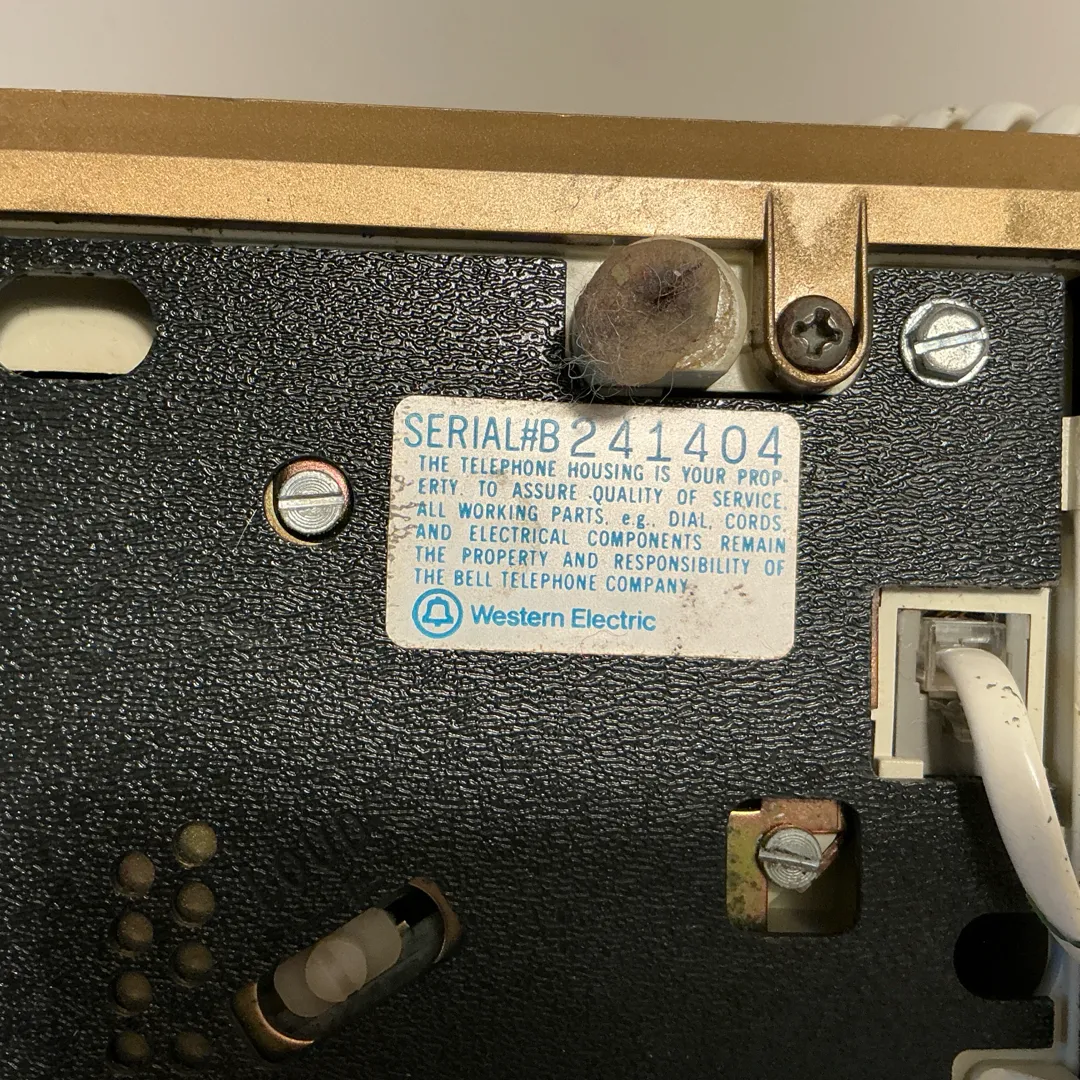 SERIAL#B241404
THE TELEPHONE HOUSING IS YOUR PROP-
ERTY. TO ASSURE QUALITY OF SERVICE,
ALL WORKING PARTS, e.g., DIAL, CORDS,
AND ELECTRICAL COMPONENTS REMAIN
THE PROPERTY AND RESPONSIBILITY OF
THE BELL TELEPHONE COMPANY.
Western Electric